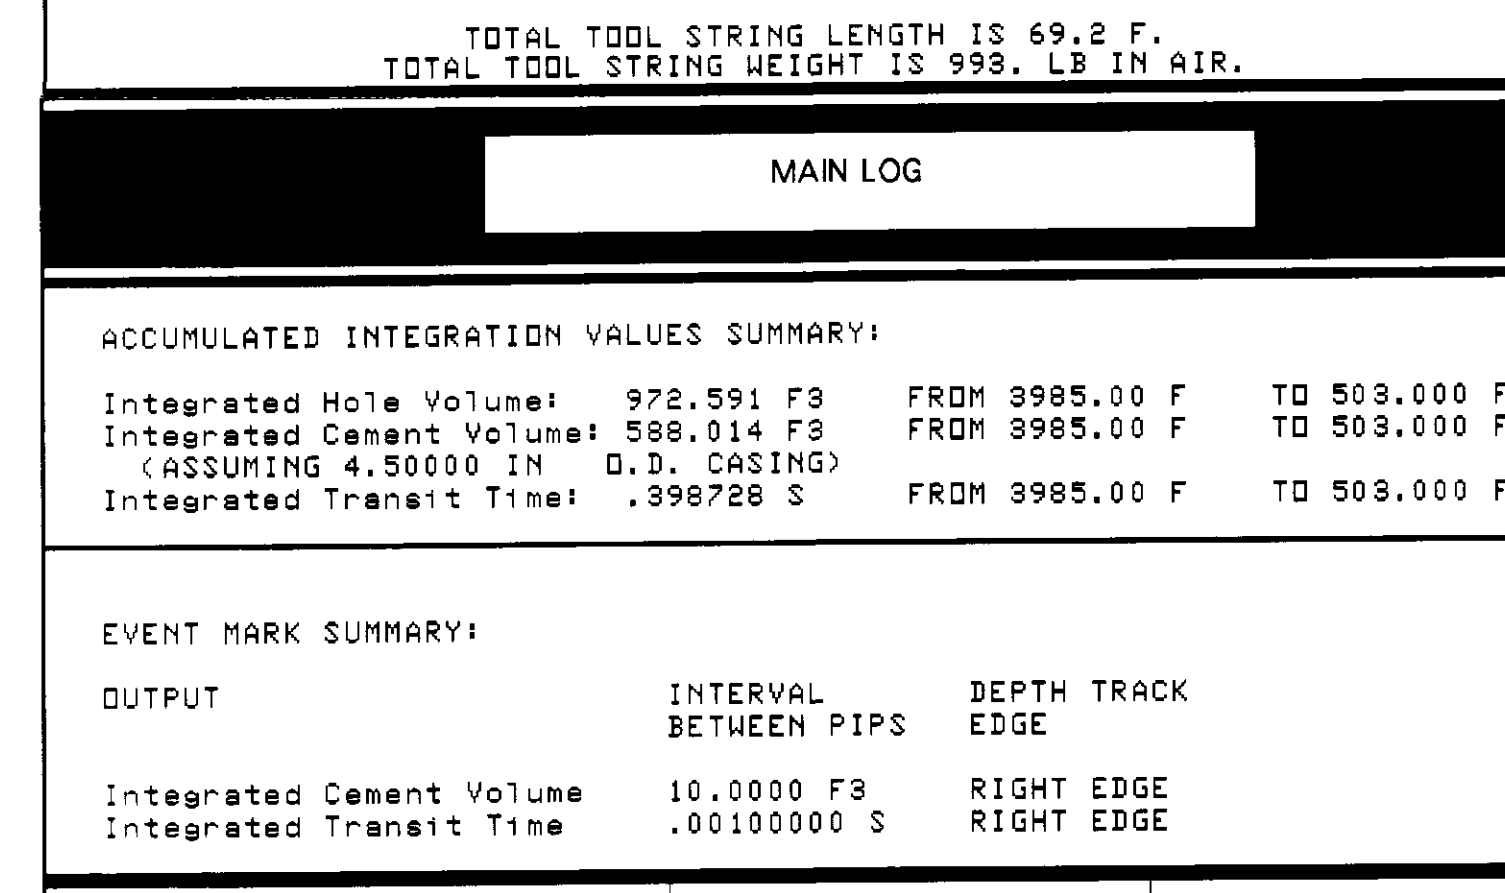 TOTAL TOOL STRING LENGTH IS 69.2 F.
TOTAL TOOL STRING WEIGHT IS 993. LB IN AIR.
MAIN LOG
ACCUMULATED INTEGRATION VALUES SUMMARY:
Integrated Hole Volume: 972.591 F3 FROM 3985.00 F TO 503.000 F
Integrated Cement Volume: 588.014 F3 FROM 3985.00 F TO 503.000 F
(ASSUMING 4.50000 IN O.D. CASING)
Integrated Transit Time: .398728 S FROM 3985.00 F TO 503.000 F
EVENT MARK SUMMARY:
OUTPUT INTERVAL DEPTH TRACK
BETWEEN PIPS EDGE
Integrated Cement Volume 10.0000 F3 RIGHT EDGE
Integrated Transit Time .00100000 S RIGHT EDGE